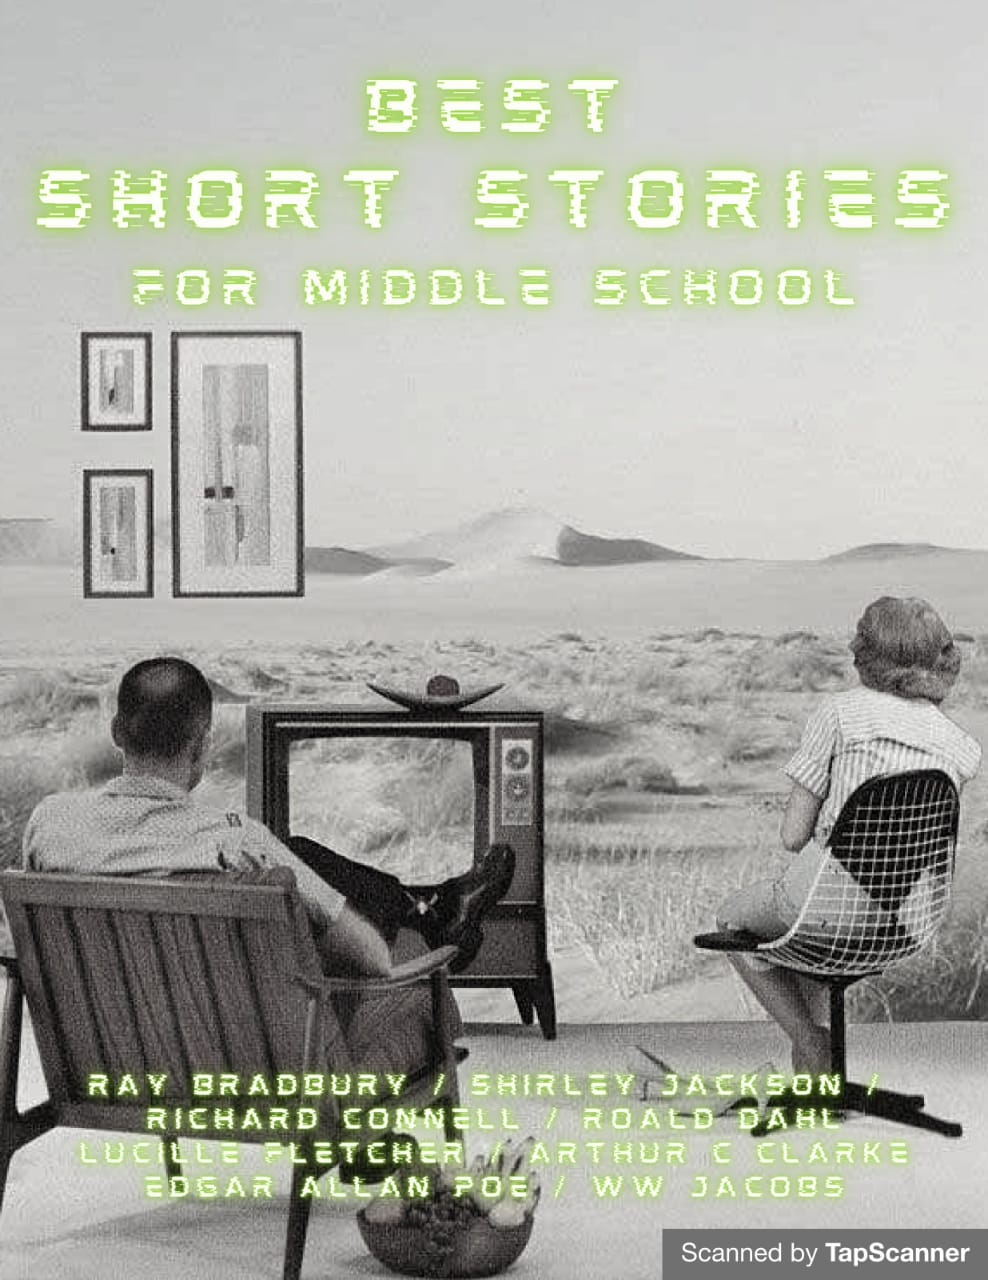 BEST
SHORT STORIES
FOR MIDDLE SCHOOL
RAY BRADBURY / SHIRLEY JACKSON /
RICHARD CONNELL / ROALD DAHL
LUCILLE FLETCHER / ARTHUR C CLARKE
EDGAR ALLAN POE / WW JACOBS
Scanned by TapScanner